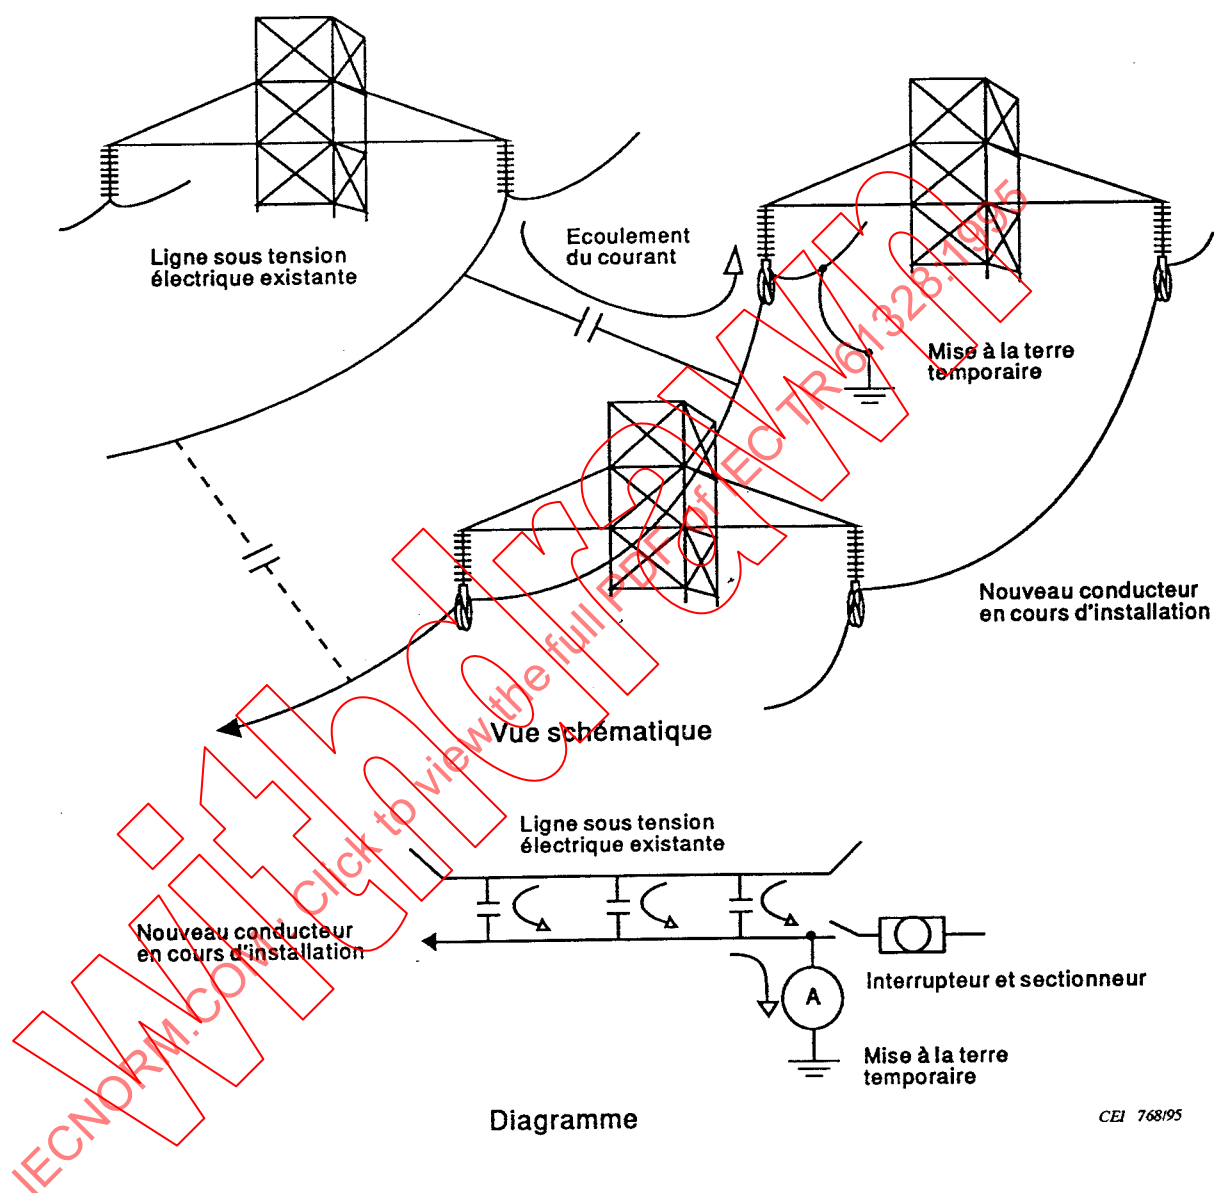 Ligne sous tension
électrique existante
Ecoulement
du courant
Mise à la terre
temporaire
Nouveau conducteur
en cours d'installation
Vue schématique
Ligne sous tension
électrique existante
Nouveau conducteur
en cours d'installation
A
Interrupteur et sectionneur
Mise à la terre
temporaire
Diagramme
CEI 768/95
IECNORM.COM: Click to view the full PDF of IEC TR 61328:1995
withdrawn